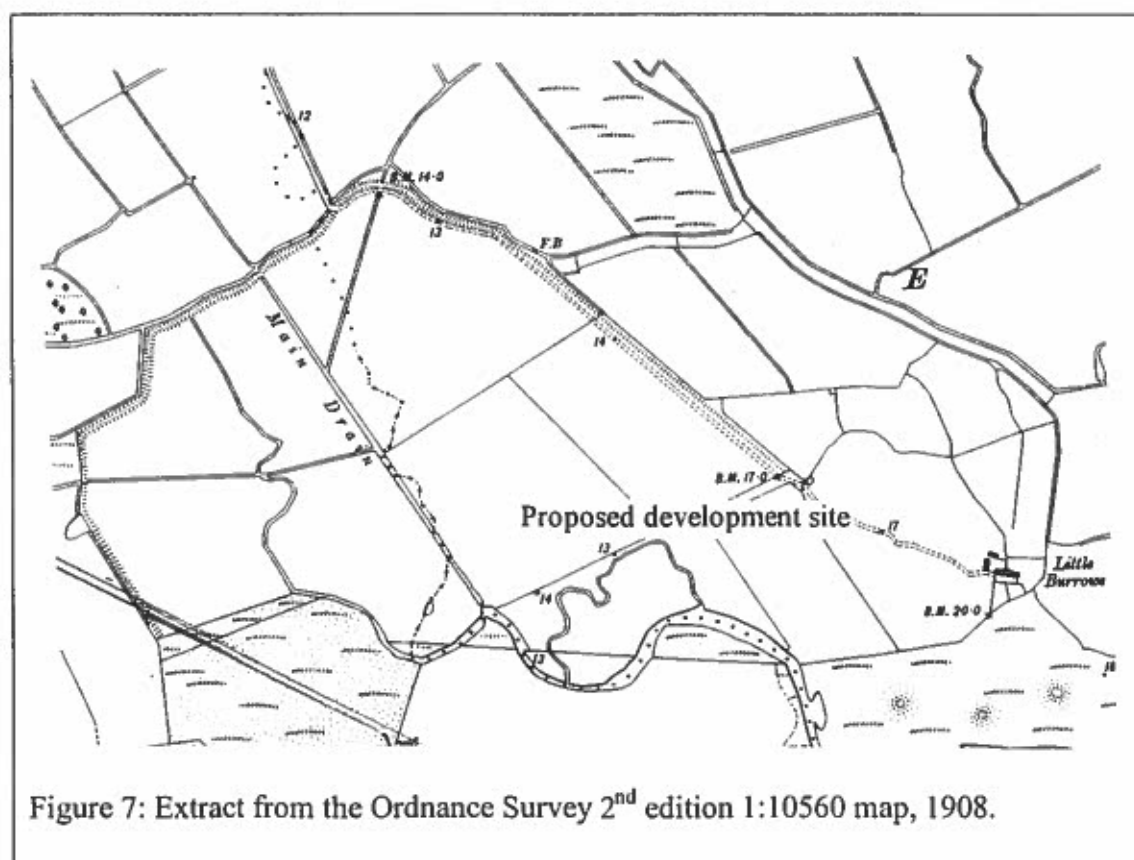 12
B.M. 14·0
13
F.B
E
Main
Drain
14
B.M. 17·0
Proposed development site
17
13
Little
Burrows
14
B.M. 20·0
13
16
Figure 7: Extract from the Ordnance Survey 2nd edition 1:10560 map, 1908.